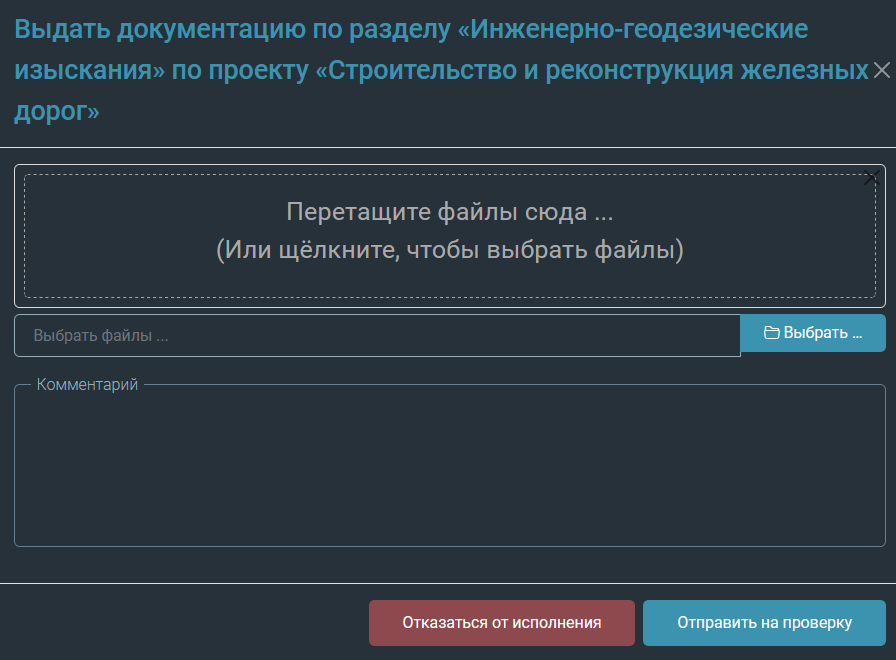 Выдать документацию по разделу «Инженерно-геодезические
изыскания» по проекту «Строительство и реконструкция железных
дорог»
Перетащите файлы сюда ...
(Или щёлкните, чтобы выбрать файлы)
Выбрать файлы ...
Выбрать ...
Комментарий
Отказаться от исполнения
Отправить на проверку